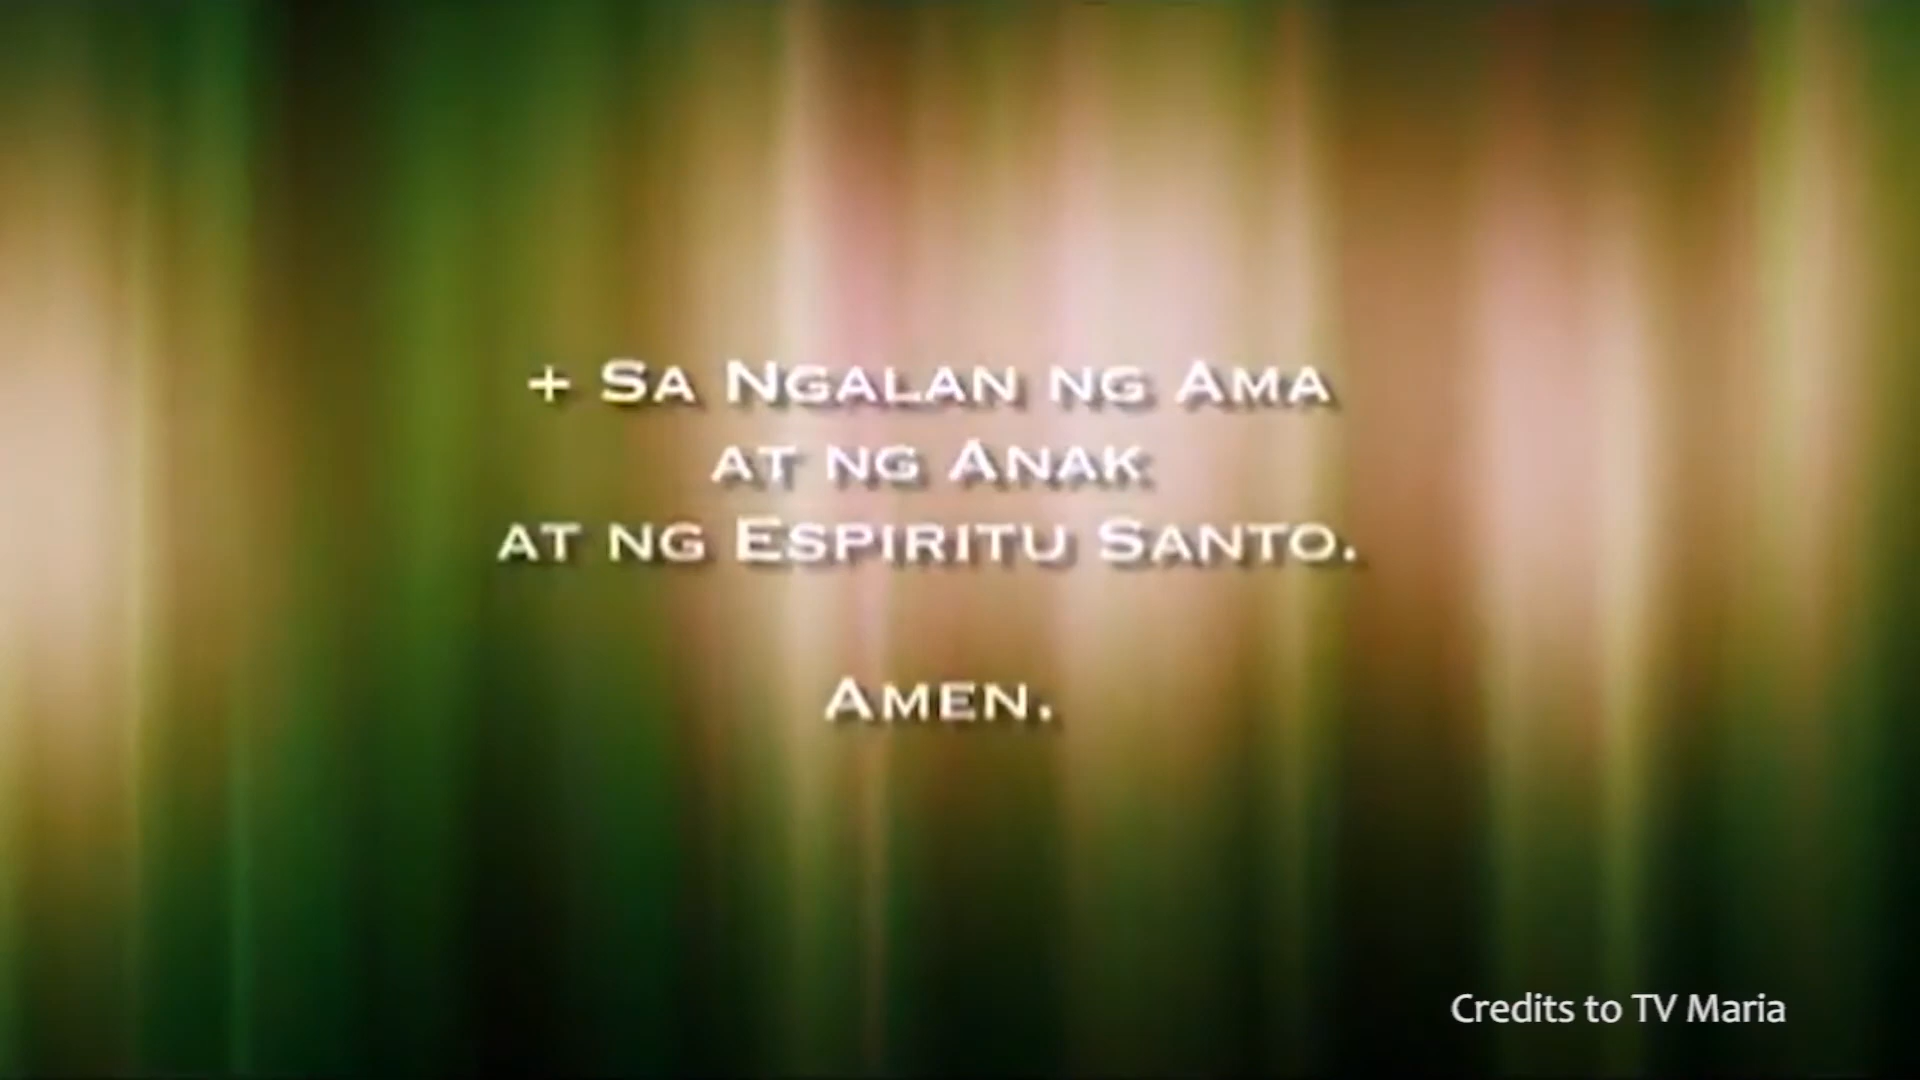 + Sa Ngalan ng Ama
at ng Anak
at ng Espiritu Santo.
Amen.
Credits to TV Maria